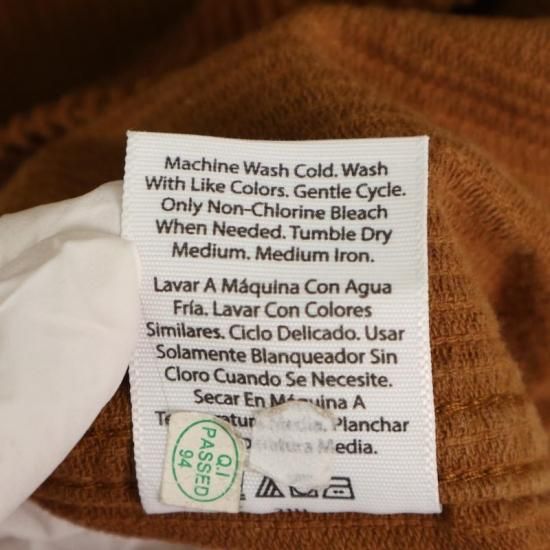 Machine Wash Cold. Wash
With Like Colors. Gentle Cycle.
Only Non-Chlorine Bleach
When Needed. Tumble Dry
Medium. Medium Iron.
Lavar A Máquina Con Agua
Fría. Lavar Con Colores
Similares. Ciclo Delicado. Usar
Solamente Blanqueador Sin
Cloro Cuando Se Necesite.
Secar En Máquina A
Media. Planchar
Media.
Q.I
PASSED
94